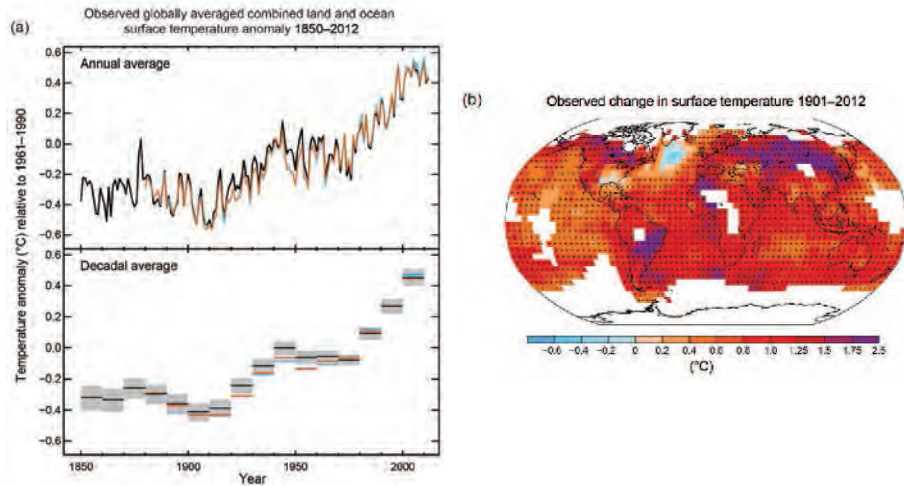 Observed globally averaged combined land and ocean
(a)
surface temperature anomaly 1850–2012
0.6
Annual average
0.4
0.2
0.0
−0.2
−0.4
−0.6
Temperature anomaly (°C) relative to 1961–1990
0.6
Decadal average
0.4
0.2
0.0
−0.2
−0.4
−0.6
1850 1900 1950 2000
Year
(b)
Observed change in surface temperature 1901–2012
−0.6 −0.4 −0.2 0 0.2 0.4 0.6 0.8 1.0 1.25 1.5 1.75 2.5
(°C)